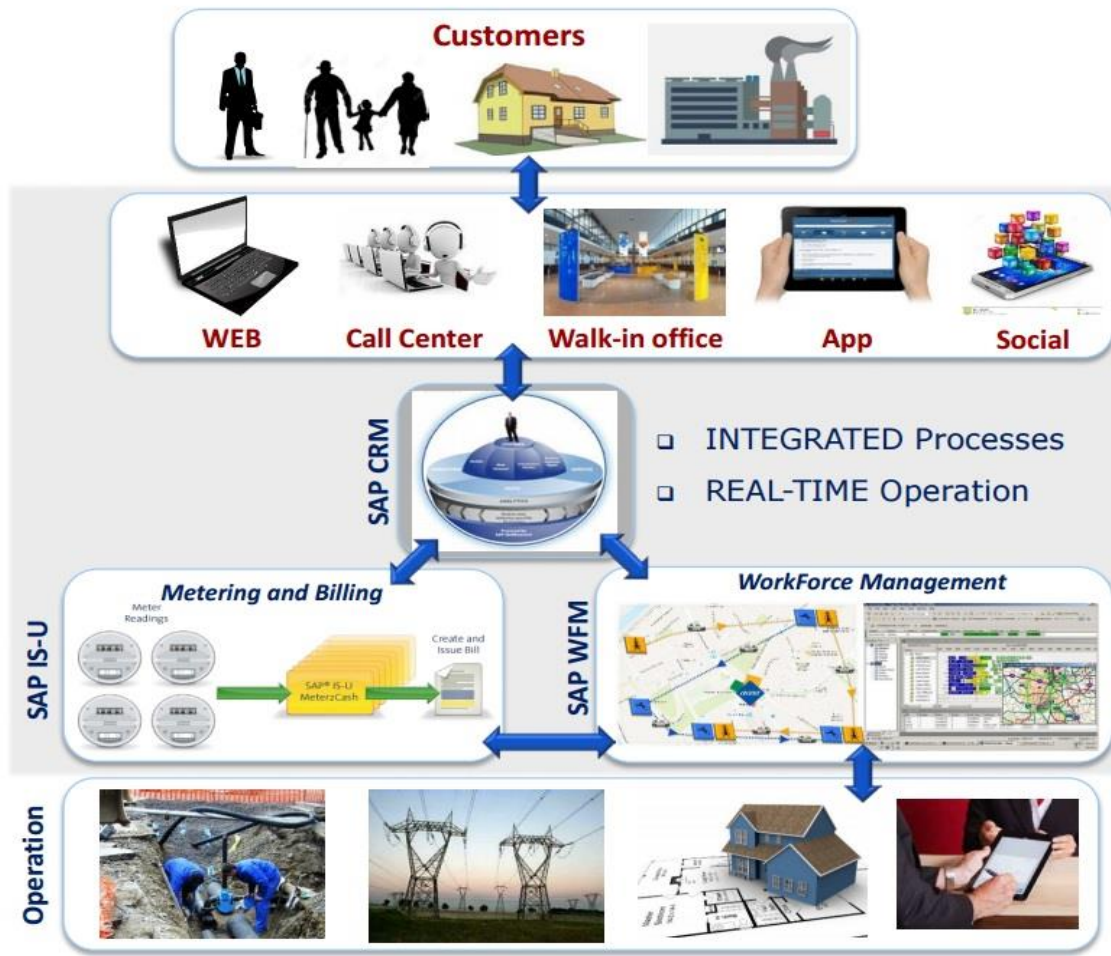 Customers
WEB
Call Center
Walk-in office
App
Social
SAP CRM
ANALYTICS
INTEGRATED Processes
REAL-TIME Operation
SAP IS-U
Metering and Billing
Meter
Readings
SAP® IS-U
Meter2Cash
Create and
Issue Bill
SAP WFM
WorkForce Management
Operation